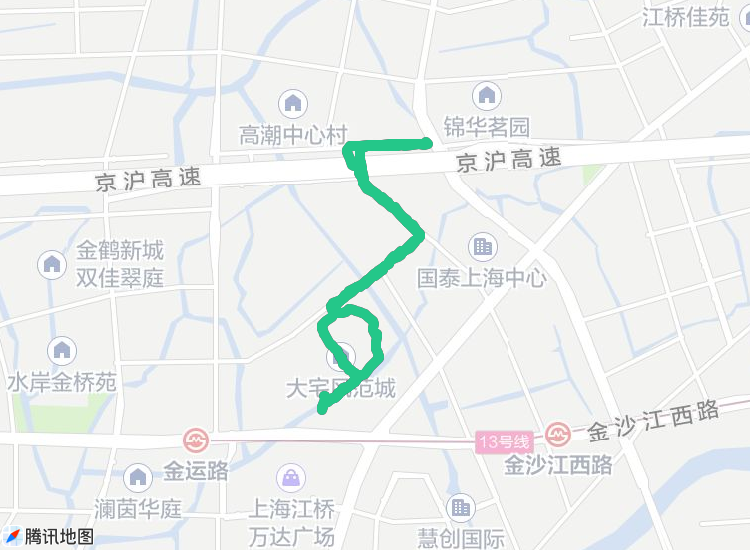 江桥佳苑
锦华茗园
高潮中心村
京沪高速
京沪高速
金鹤新城
双佳翠庭
国泰上海中心
水岸金桥苑
大宅风范城
金沙江西路
13号线
金沙江西路
金运路
澜茵华庭
上海江桥
万达广场
慧创国际
腾讯地图